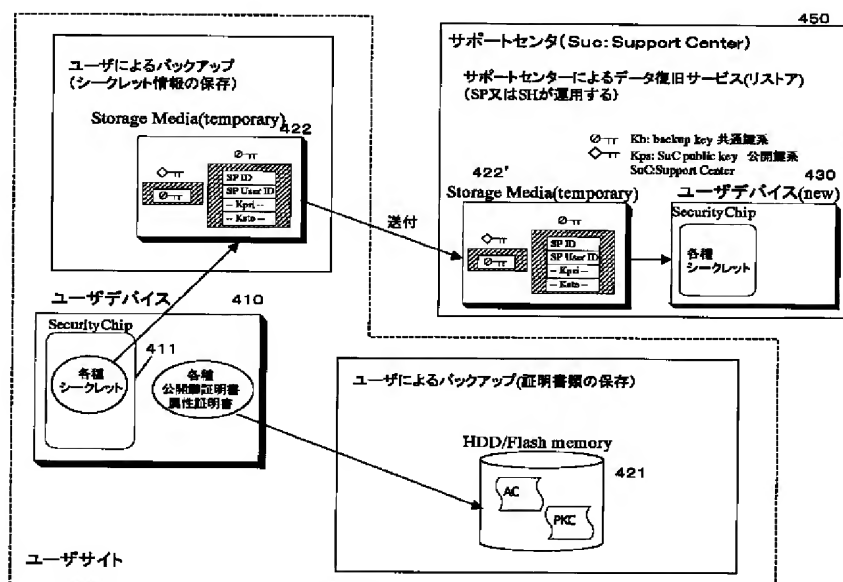 450
サポートセンタ(Suc: Support Center)
サポートセンターによるデータ復旧サービス(リストア)
(SP又はSHが運用する)
Kb: backup key 共通鍵系
Kps: SuC public key 公開鍵系
SuC:Support Center
ユーザによるバックアップ
(シークレット情報の保存)
Storage Media(temporary)
422
SP ID
SP User ID
-- Kpri --
-- Ksto --
送付
422'
Storage Media(temporary)
SP ID
SP User ID
-- Kpri --
-- Ksto --
430
ユーザデバイス(new)
SecurityChip
各種
シークレット
ユーザデバイス
410
SecurityChip
411
各種
シークレット
各種
公開鍵証明書
属性証明書
ユーザによるバックアップ(証明書類の保存)
HDD/Flash memory
421
AC
PKC
ユーザサイト